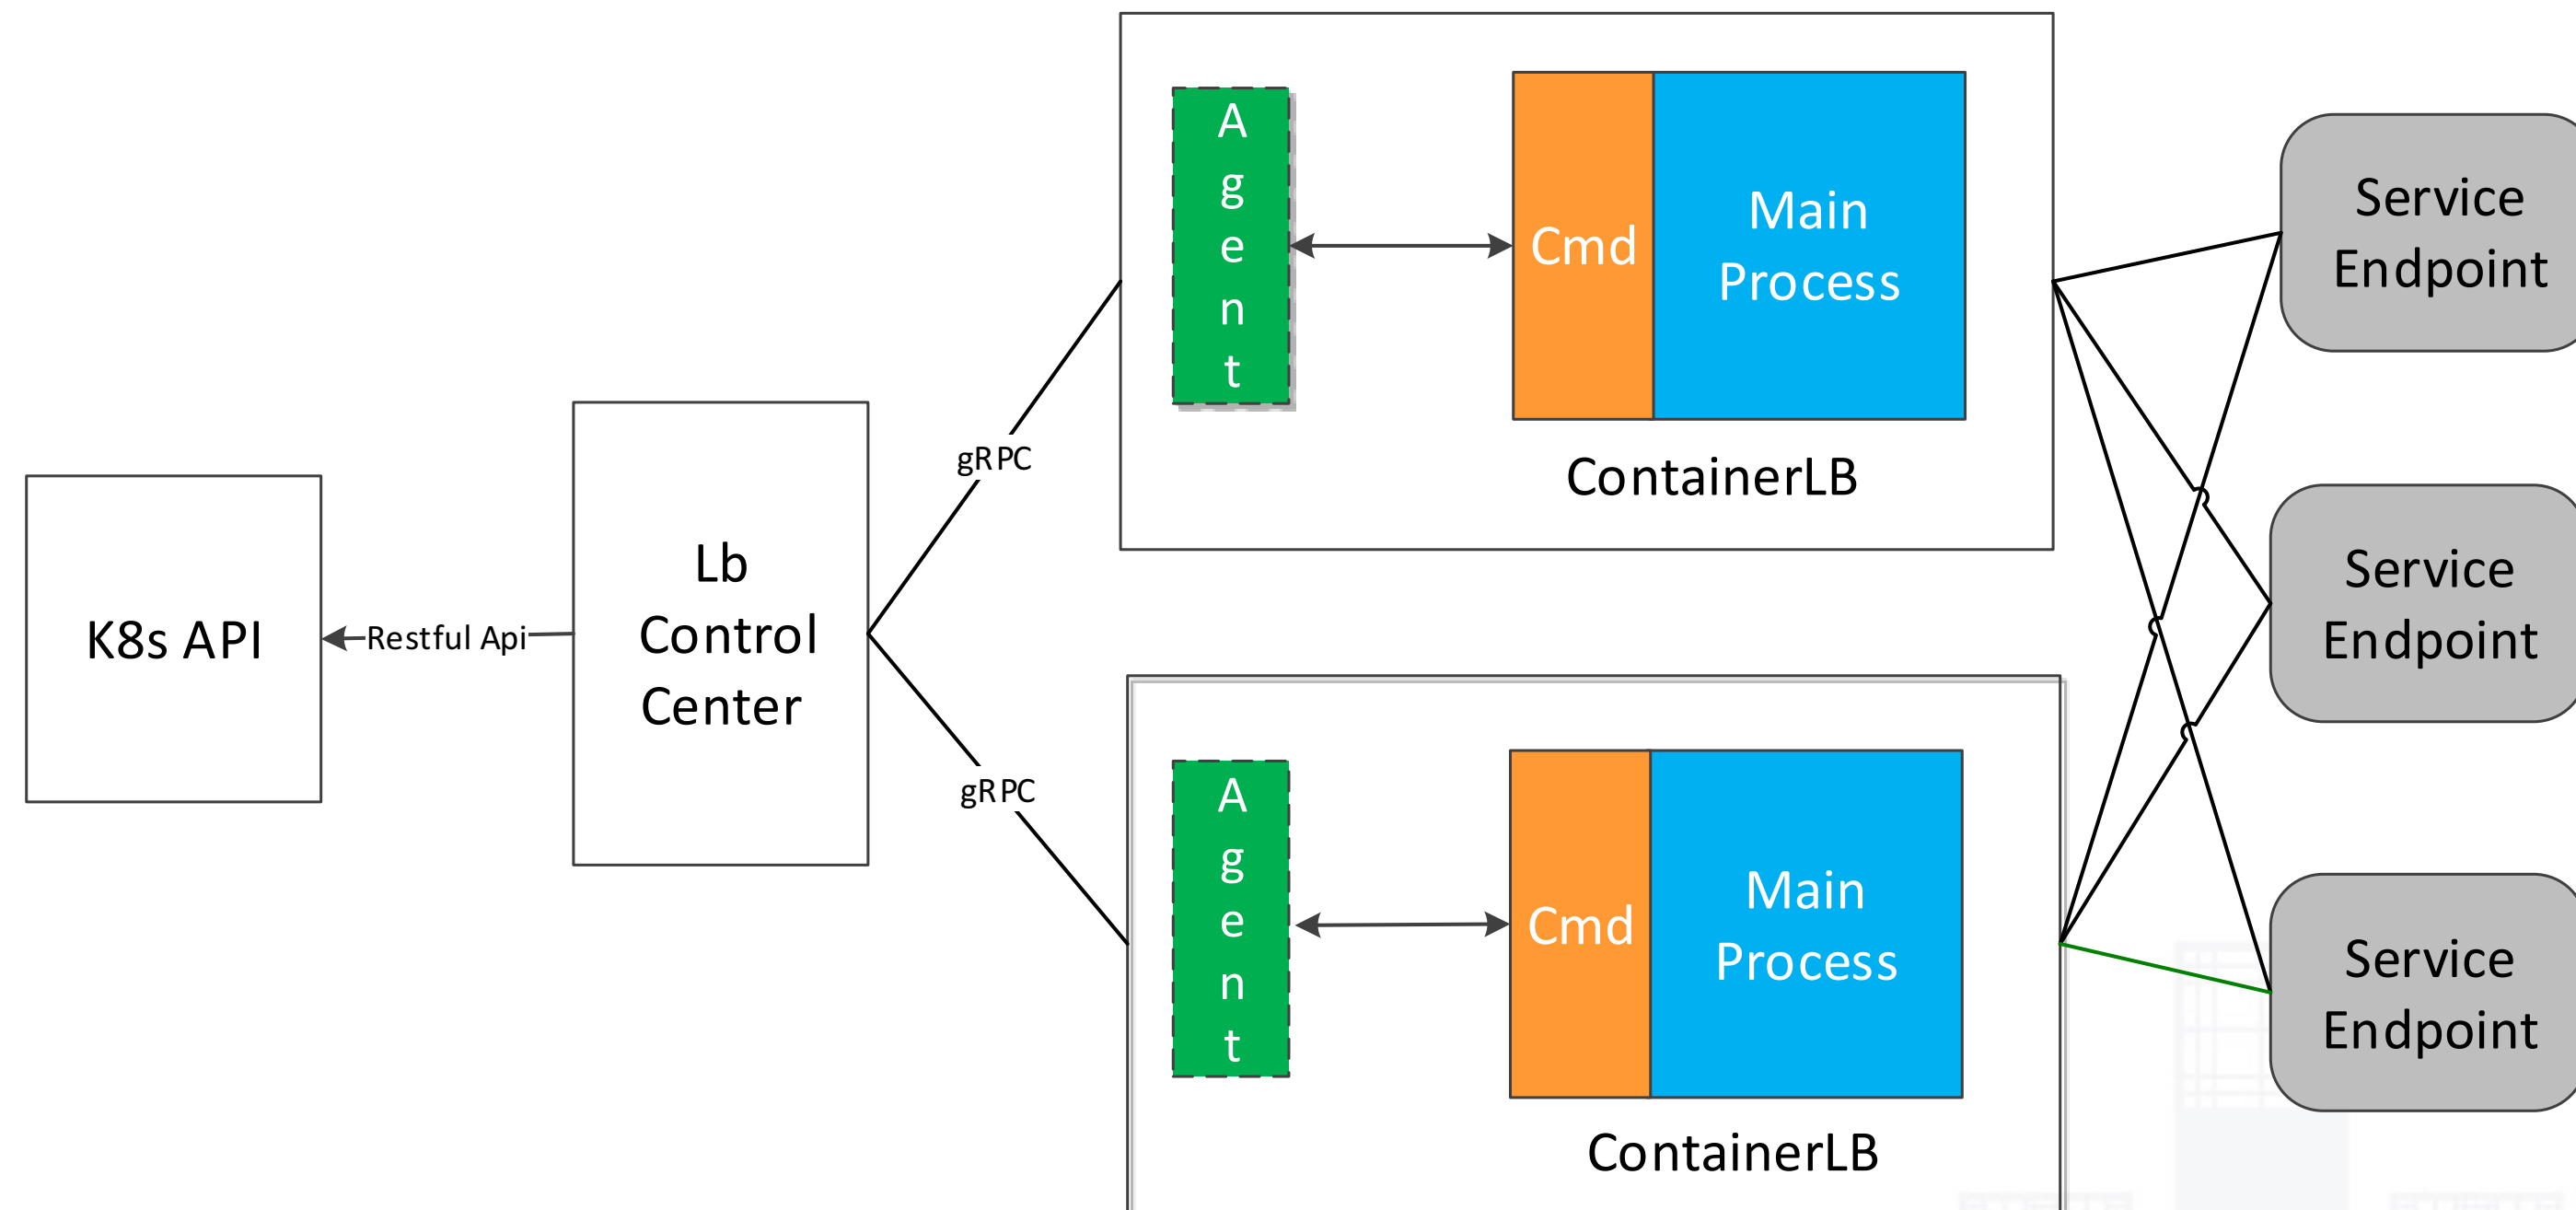 K8s API
Restful Api
Lb
Control
Center
gRPC
gRPC
A
g
e
n
t
Cmd
Main
Process
ContainerLB
A
g
e
n
t
Cmd
Main
Process
ContainerLB
Service
Endpoint
Service
Endpoint
Service
Endpoint